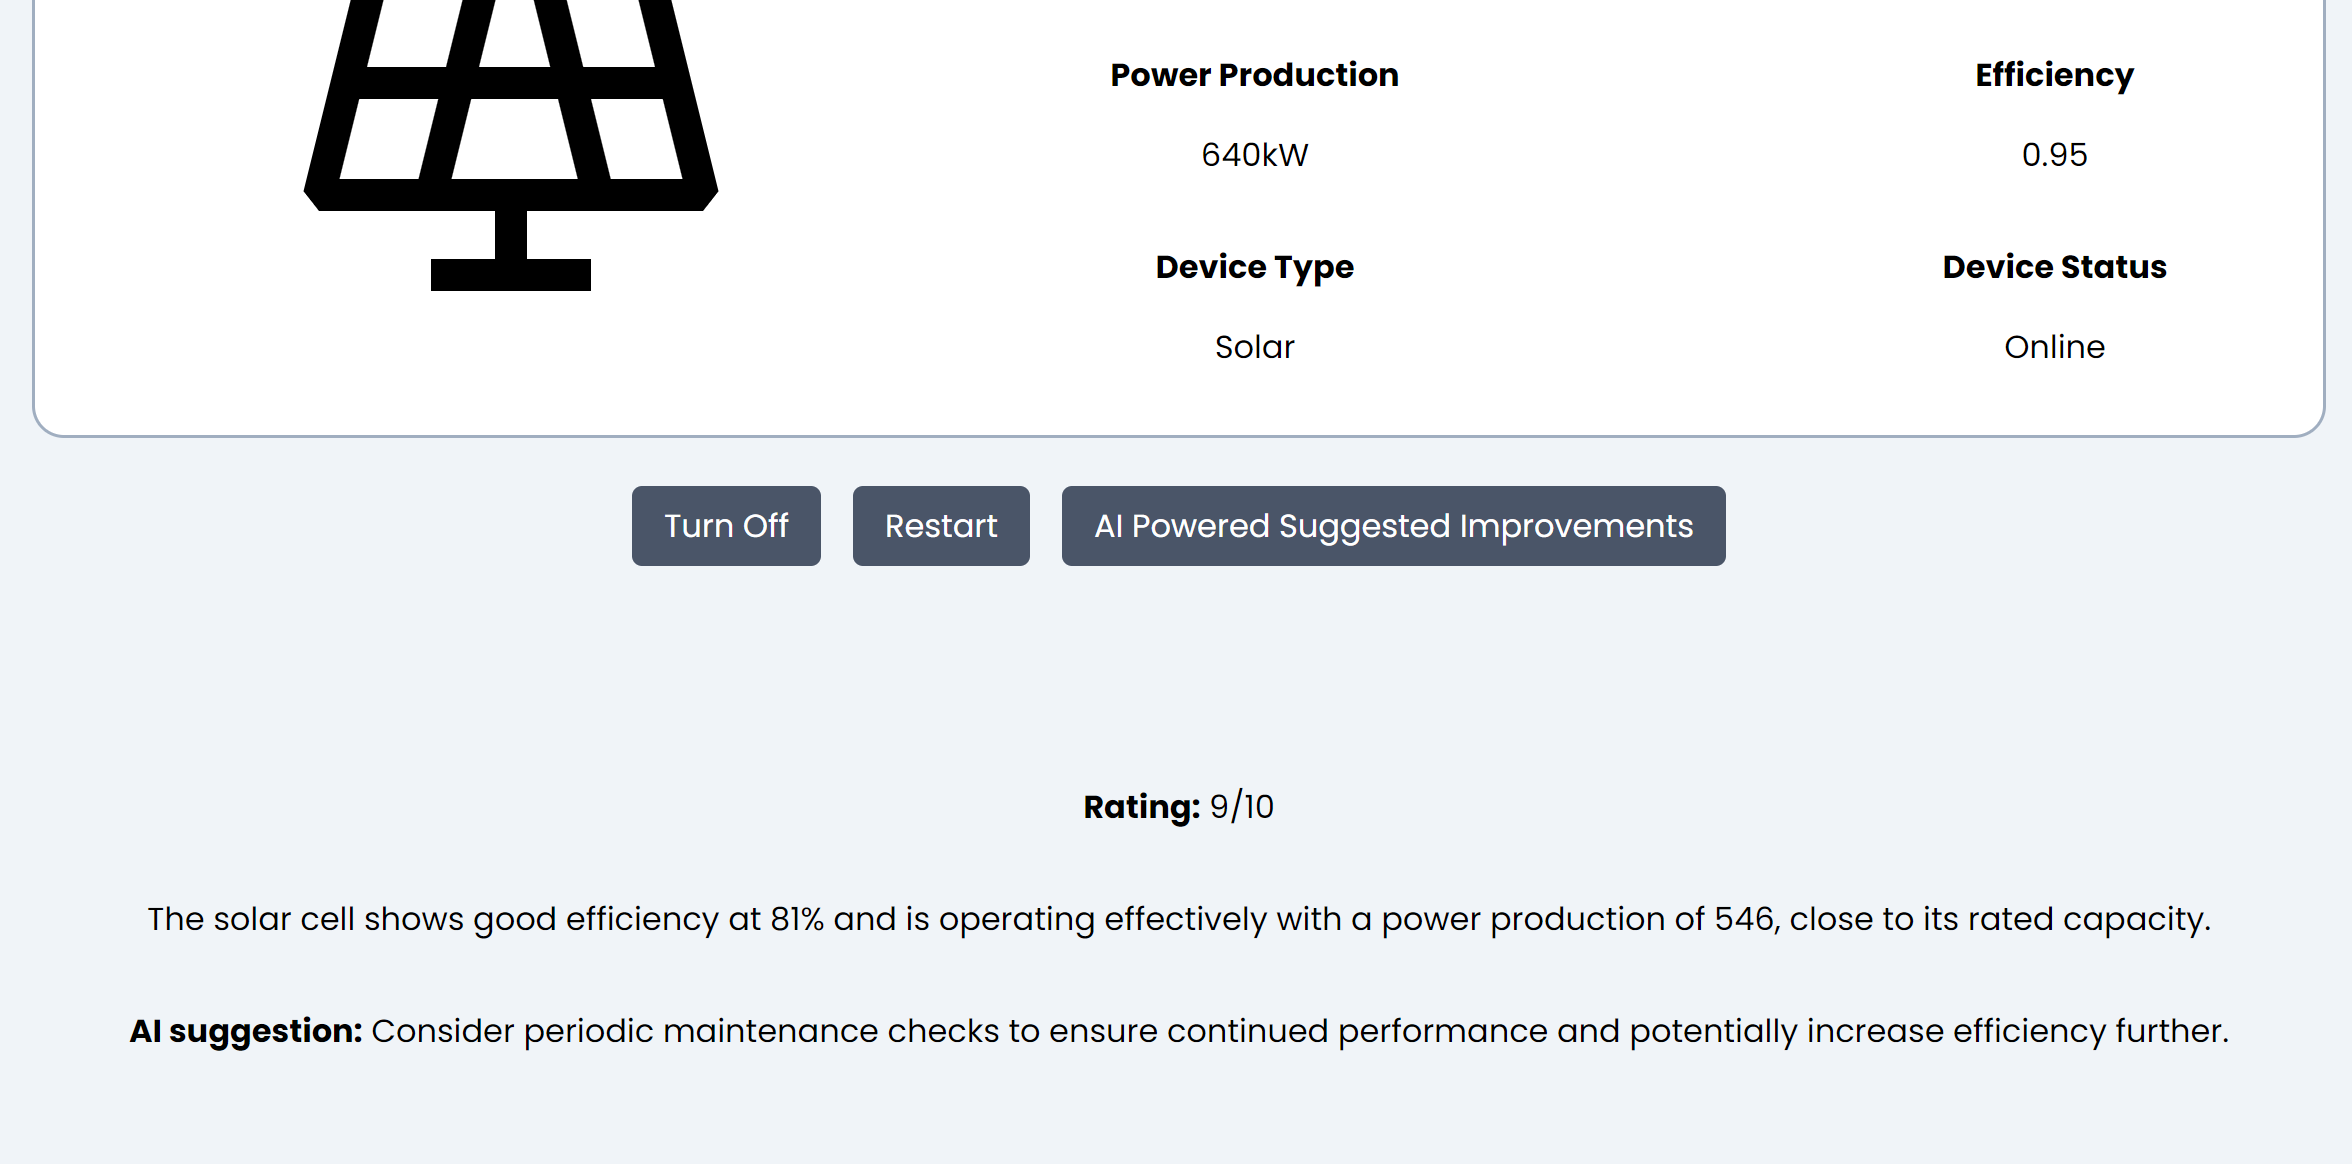 Power Production
Efficiency
640kW
0.95
Device Type
Device Status
Solar
Online
Turn Off
Restart
AI Powered Suggested Improvements
Rating: 9/10
The solar cell shows good efficiency at 81% and is operating effectively with a power production of 546, close to its rated capacity.
AI suggestion: Consider periodic maintenance checks to ensure continued performance and potentially increase efficiency further.